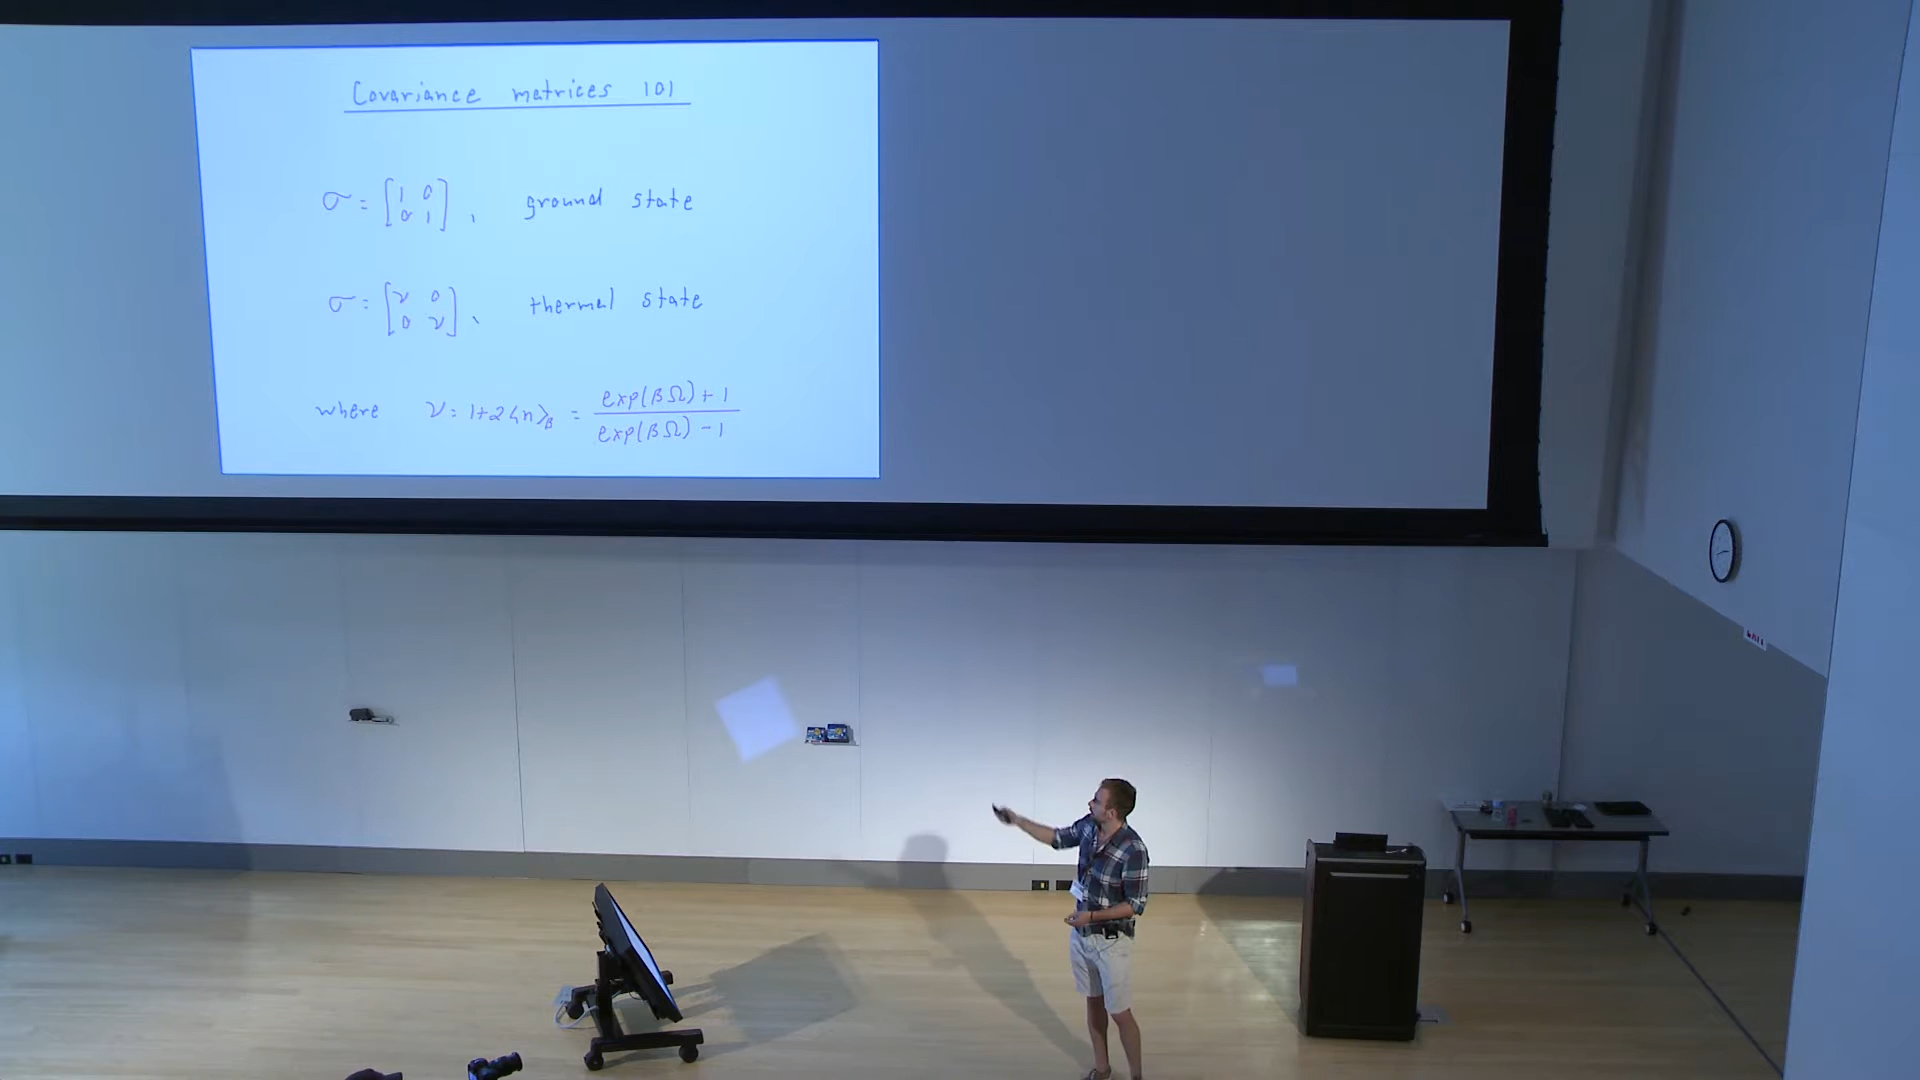 Covariance matrices 101
σ = [1 0
0 1], ground state
σ = [ν 0
0 ν], thermal state
where ν = 1+2⟨n⟩β = exp(βΩ)+1
exp(βΩ)-1